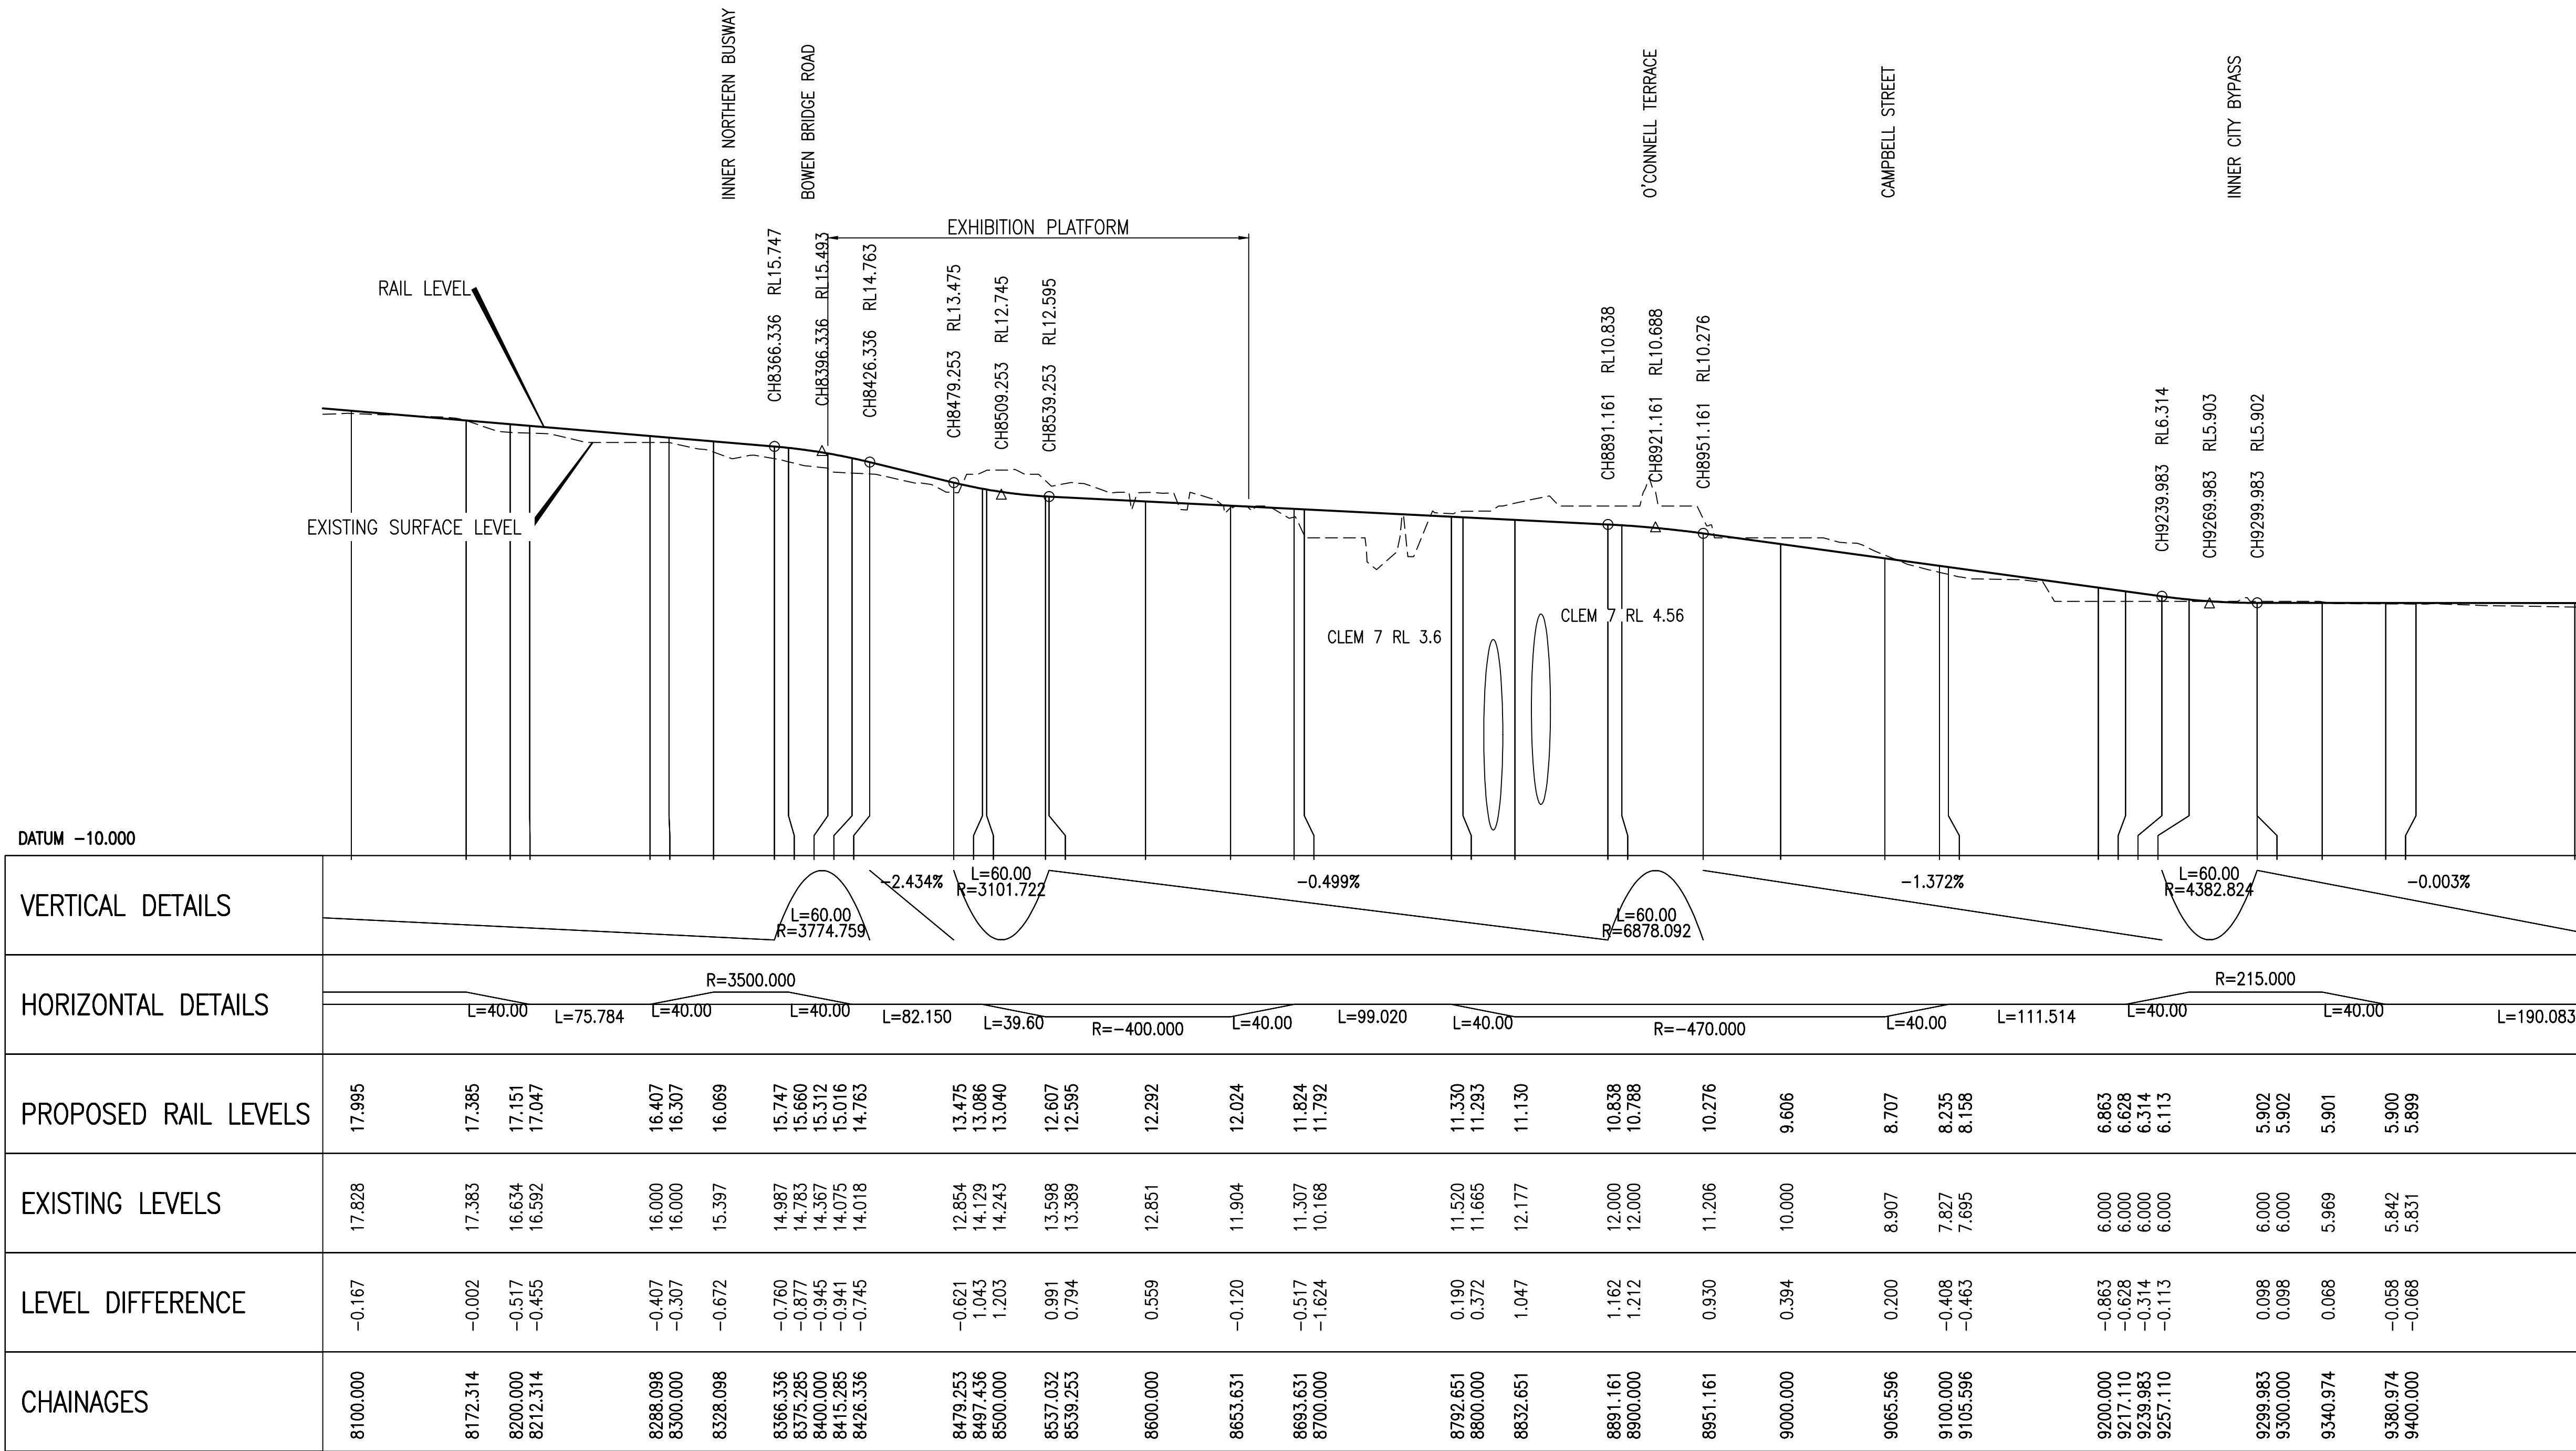 INNER NORTHERN BUSWAY
BOWEN BRIDGE ROAD
O'CONNELL TERRACE
CAMPBELL STREET
INNER CITY BYPASS
EXHIBITION PLATFORM
RAIL LEVEL
EXISTING SURFACE LEVEL
CH8366.336 RL15.747
CH8396.336 RL15.493
CH8426.336 RL14.763
CH8479.253 RL13.475
CH8509.253 RL12.745
CH8539.253 RL12.595
CH8891.161 RL10.838
CH8921.161 RL10.688
CH8951.161 RL10.276
CH9239.983 RL6.314
CH9269.983 RL5.903
CH9299.983 RL5.902
CLEM 7 RL 3.6
CLEM 7 RL 4.56
DATUM -10.000
VERTICAL DETAILS
L=60.00
R=3774.759
-2.434%
L=60.00
R=3101.722
-0.499%
L=60.00
R=6878.092
-1.372%
L=60.00
R=4382.824
-0.003%
HORIZONTAL DETAILS
L=40.00
L=75.784
L=40.00
R=3500.000
L=40.00
L=82.150
L=39.60
R=-400.000
L=40.00
L=99.020
L=40.00
R=-470.000
L=40.00
L=111.514
L=40.00
R=215.000
L=40.00
L=190.083
PROPOSED RAIL LEVELS
17.995
17.385
17.151
17.047
16.407
16.307
16.069
15.747
15.660
15.312
15.016
14.763
13.475
13.086
13.040
12.607
12.595
12.292
12.024
11.824
11.792
11.330
11.293
11.130
10.838
10.788
10.276
9.606
8.707
8.235
8.158
6.863
6.628
6.314
6.113
5.902
5.902
5.901
5.900
5.899
EXISTING LEVELS
17.828
17.383
16.634
16.592
16.000
16.000
15.397
14.987
14.783
14.367
14.075
14.018
12.854
14.129
14.243
13.598
13.389
12.851
11.904
11.307
10.168
11.520
11.665
12.177
12.000
12.000
11.206
10.000
8.907
7.827
7.695
6.000
6.000
6.000
6.000
6.000
6.000
5.969
5.842
5.831
LEVEL DIFFERENCE
-0.167
-0.002
-0.517
-0.455
-0.407
-0.307
-0.672
-0.760
-0.877
-0.945
-0.941
-0.745
-0.621
1.043
1.203
0.991
0.794
0.559
-0.120
-0.517
-1.624
0.190
0.372
1.047
1.162
1.212
0.930
0.394
0.200
-0.408
-0.463
-0.863
-0.628
-0.314
-0.113
0.098
0.098
0.068
-0.058
-0.068
CHAINAGES
8100.000
8172.314
8200.000
8212.314
8288.098
8300.000
8328.098
8366.336
8375.285
8400.000
8415.285
8426.336
8479.253
8497.436
8500.000
8537.032
8539.253
8600.000
8653.631
8693.631
8700.000
8792.651
8800.000
8832.651
8891.161
8900.000
8951.161
9000.000
9065.596
9100.000
9105.596
9200.000
9217.110
9239.983
9257.110
9299.983
9300.000
9340.974
9380.974
9400.000